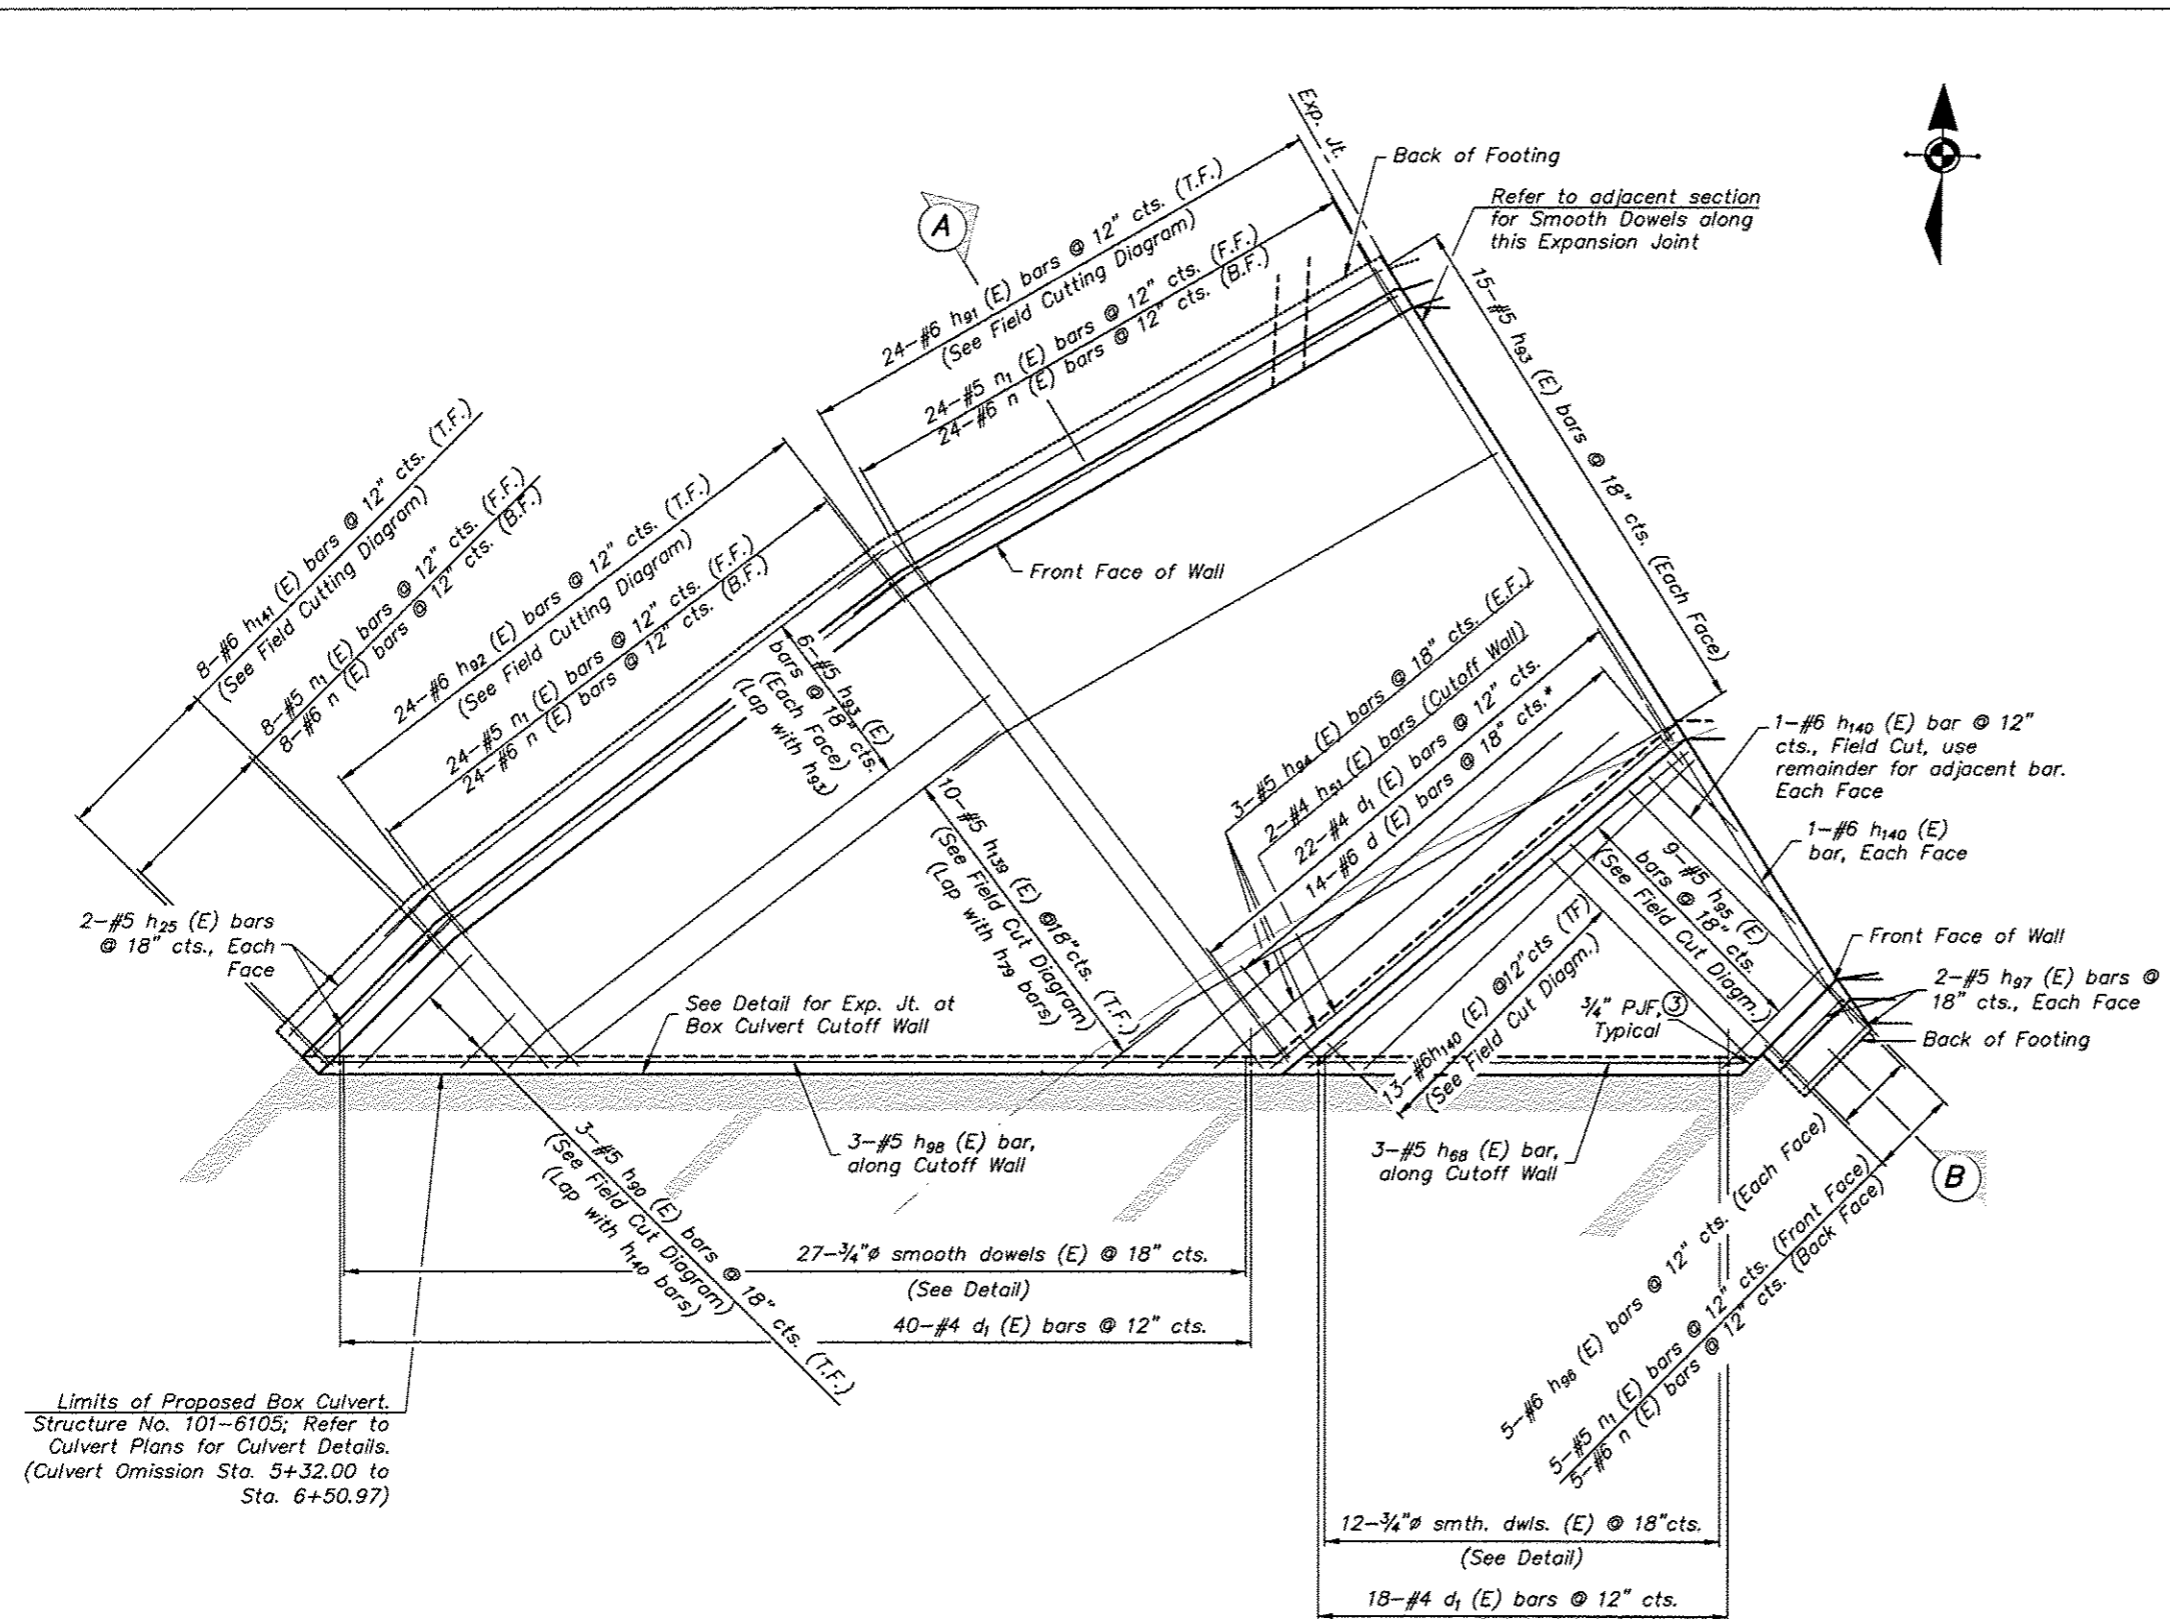 Exp. Jt.
Back of Footing
Refer to adjacent section
for Smooth Dowels along
this Expansion Joint
A
24-#6 h91 (E) bars @ 12" cts. (T.F.)
(See Field Cutting Diagram)
24-#5 n1 (E) bars @ 12" cts. (F.F.)
24-#6 n (E) bars @ 12" cts. (B.F.)
15-#5 h93 (E) bars @ 18" cts. (Each Face)
8-#6 h141 (E) bars @ 12" cts. (T.F.)
(See Field Cutting Diagram)
8-#5 n1 (E) bars @ 12" cts. (F.F.)
8-#6 n (E) bars @ 12" cts. (B.F.)
24-#6 h92 (E) bars @ 12" cts. (T.F.)
(See Field Cutting Diagram)
24-#5 n1 (E) bars @ 12" cts. (F.F.)
24-#6 n (E) bars @ 12" cts. (B.F.)
Front Face of Wall
6-#5 h93 (E)
bars @ 18" cts.
(Each Face)
(Lap with h93)
3-#5 h94 (E) bars @ 18" cts. (E.F.)
2-#4 h51 (E) bars (Cutoff Wall)
22-#4 d1 (E) bars @ 12" cts.
14-#6 d (E) bars @ 18" cts.*
1-#6 h140 (E) bar @ 12"
cts., Field Cut, use
remainder for adjacent bar.
Each Face
1-#6 h140 (E)
bar, Each Face
10-#5 h139 (E) @18"cts. (T.F.)
(See Field Cut Diagram)
(Lap with h79 bars)
9-#5 h95 (E)
bars @ 18" cts.
(See Field Cut Diagm.)
2-#5 h25 (E) bars
@ 18" cts., Each
Face
Front Face of Wall
2-#5 h97 (E) bars @
18" cts., Each Face
Back of Footing
See Detail for Exp. Jt. at
Box Culvert Cutoff Wall
3/4" PJF, 3
Typical
13-#6h140 (E) @12"cts (TF)
(See Field Cut Diagm.)
3-#5 h98 (E) bar,
along Cutoff Wall
3-#5 h68 (E) bar,
along Cutoff Wall
B
3-#5 h90 (E) bars @ 18" cts. (T.F.)
(See Field Cut Diagram)
(Lap with h140 bars)
27-3/4"ø smooth dowels (E) @ 18" cts.
(See Detail)
40-#4 d1 (E) bars @ 12" cts.
5-#6 h96 (E) bars @ 12" cts. (Each Face)
5-#5 n1 (E) bars @ 12" cts. (Front Face)
5-#6 n (E) bars @ 12" cts. (Back Face)
Limits of Proposed Box Culvert.
Structure No. 101-6105; Refer to
Culvert Plans for Culvert Details.
(Culvert Omission Sta. 5+32.00 to
Sta. 6+50.97)
12-3/4"ø smth. dwls. (E) @ 18"cts.
(See Detail)
18-#4 d1 (E) bars @ 12" cts.